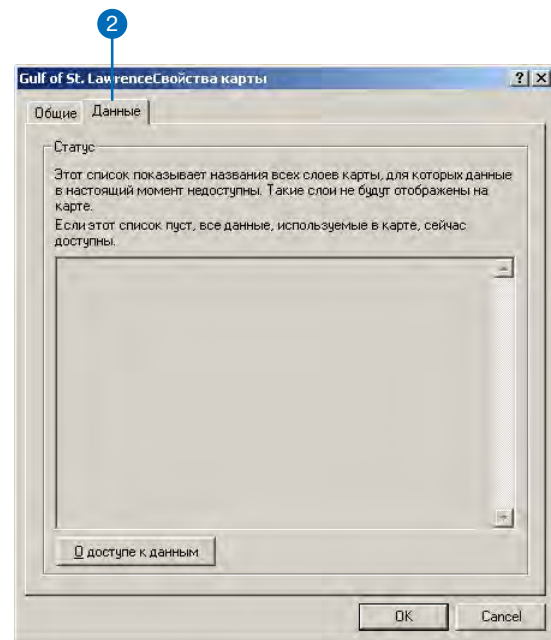 2
Gulf of St. LawrenceСвойства карты
Общие Данные
Статус
Этот список показывает названия всех слоев карты, для которых данные
в настоящий момент недоступны. Такие слои не будут отображены на
карте.
Если этот список пуст, все данные, используемые в карте, сейчас
доступны.
О доступе к данным
OK Cancel